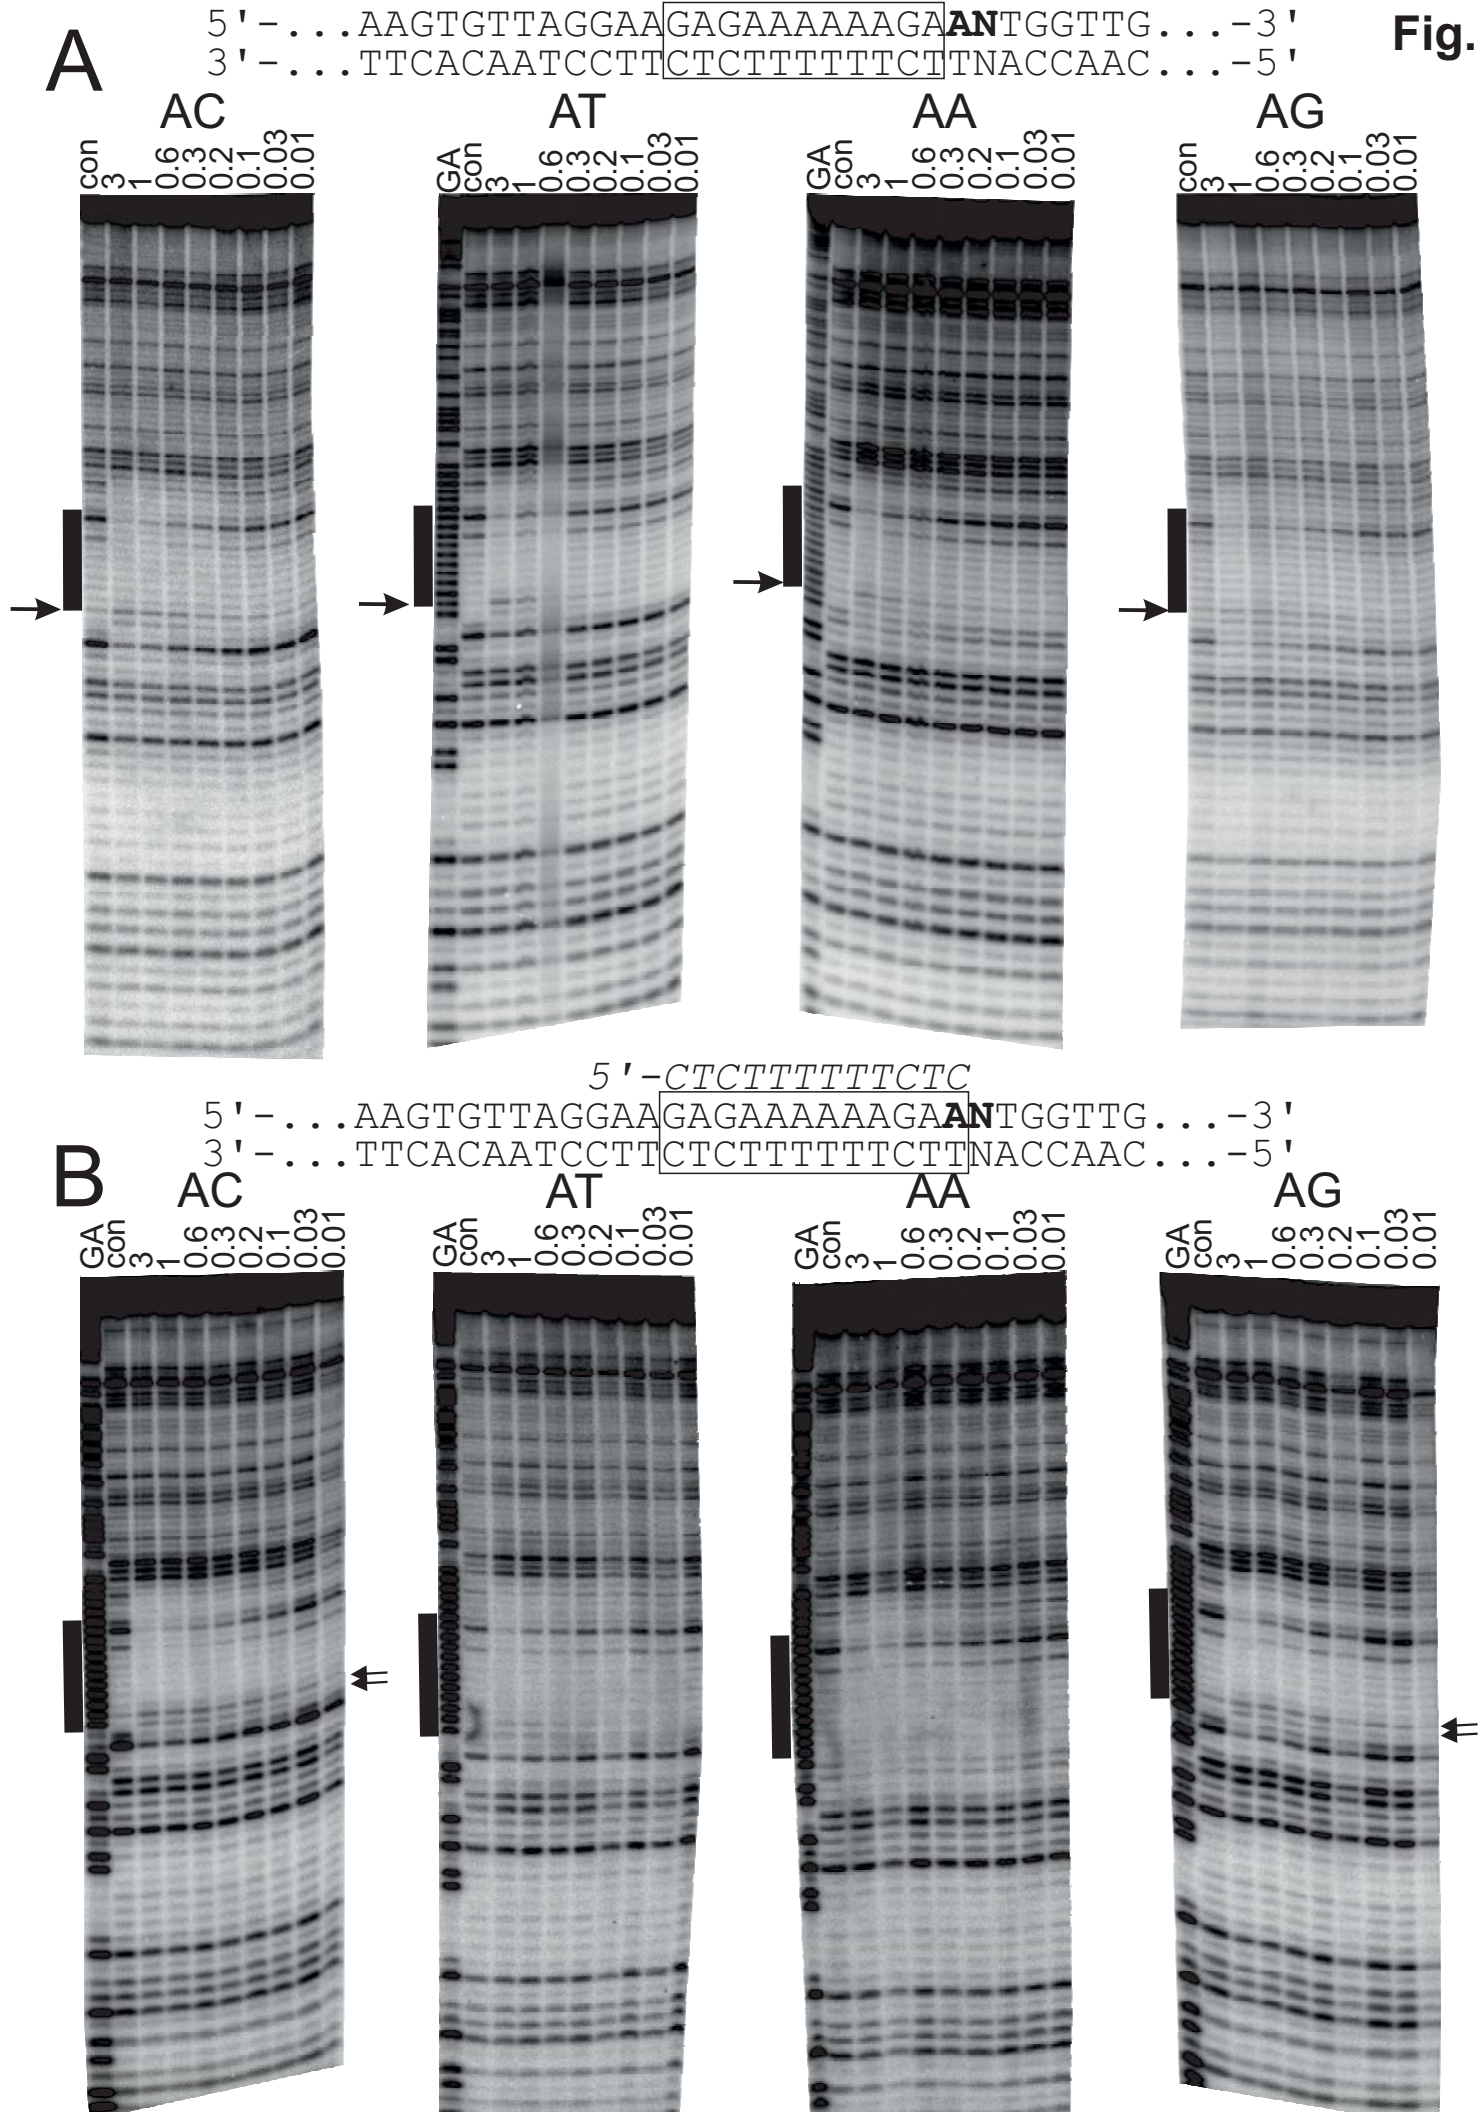 5'-...AAGTGTTAGGAAGAGAAAAAAGAANTGGTTG...-3'
Fig.
A
3'-...TTCACAATCCTTCTCTTTTTTCTTNACCAAC...-5'
AC
AT
AA
AG
con 3 1 0.6 0.3 0.2 0.1 0.03 0.01
GA con 3 1 0.6 0.3 0.2 0.1 0.03 0.01
GA con 3 1 0.6 0.3 0.2 0.1 0.03 0.01
con 3 1 0.6 0.3 0.2 0.1 0.03 0.01
5'-CTCTTTTTTCTC
5'-...AAGTGTTAGGAAGAGAAAAAAGAANTGGTTG...-3'
3'-...TTCACAATCCTTCTCTTTTTTCTTNACCAAC...-5'
B
AC
AT
AA
AG
GA con 3 1 0.6 0.3 0.2 0.1 0.03 0.01
GA con 3 1 0.6 0.3 0.2 0.1 0.03 0.01
GA con 3 1 0.6 0.3 0.2 0.1 0.03 0.01
GA con 3 1 0.6 0.3 0.2 0.1 0.03 0.01